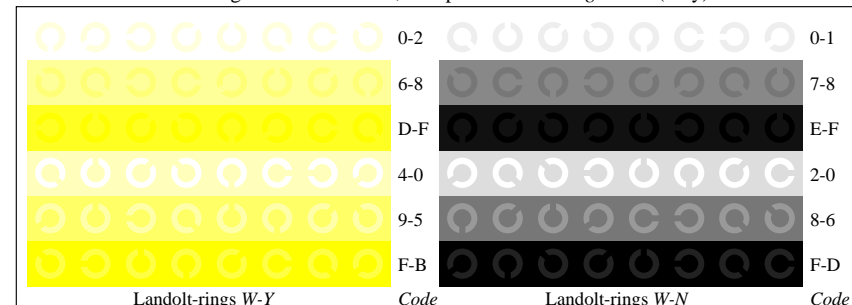 0-2 0-1
6-8 7-8
D-F E-F
4-0 2-0
9-5 8-6
F-B F-D
Landolt-rings W-Y Code Landolt-rings W-N Code